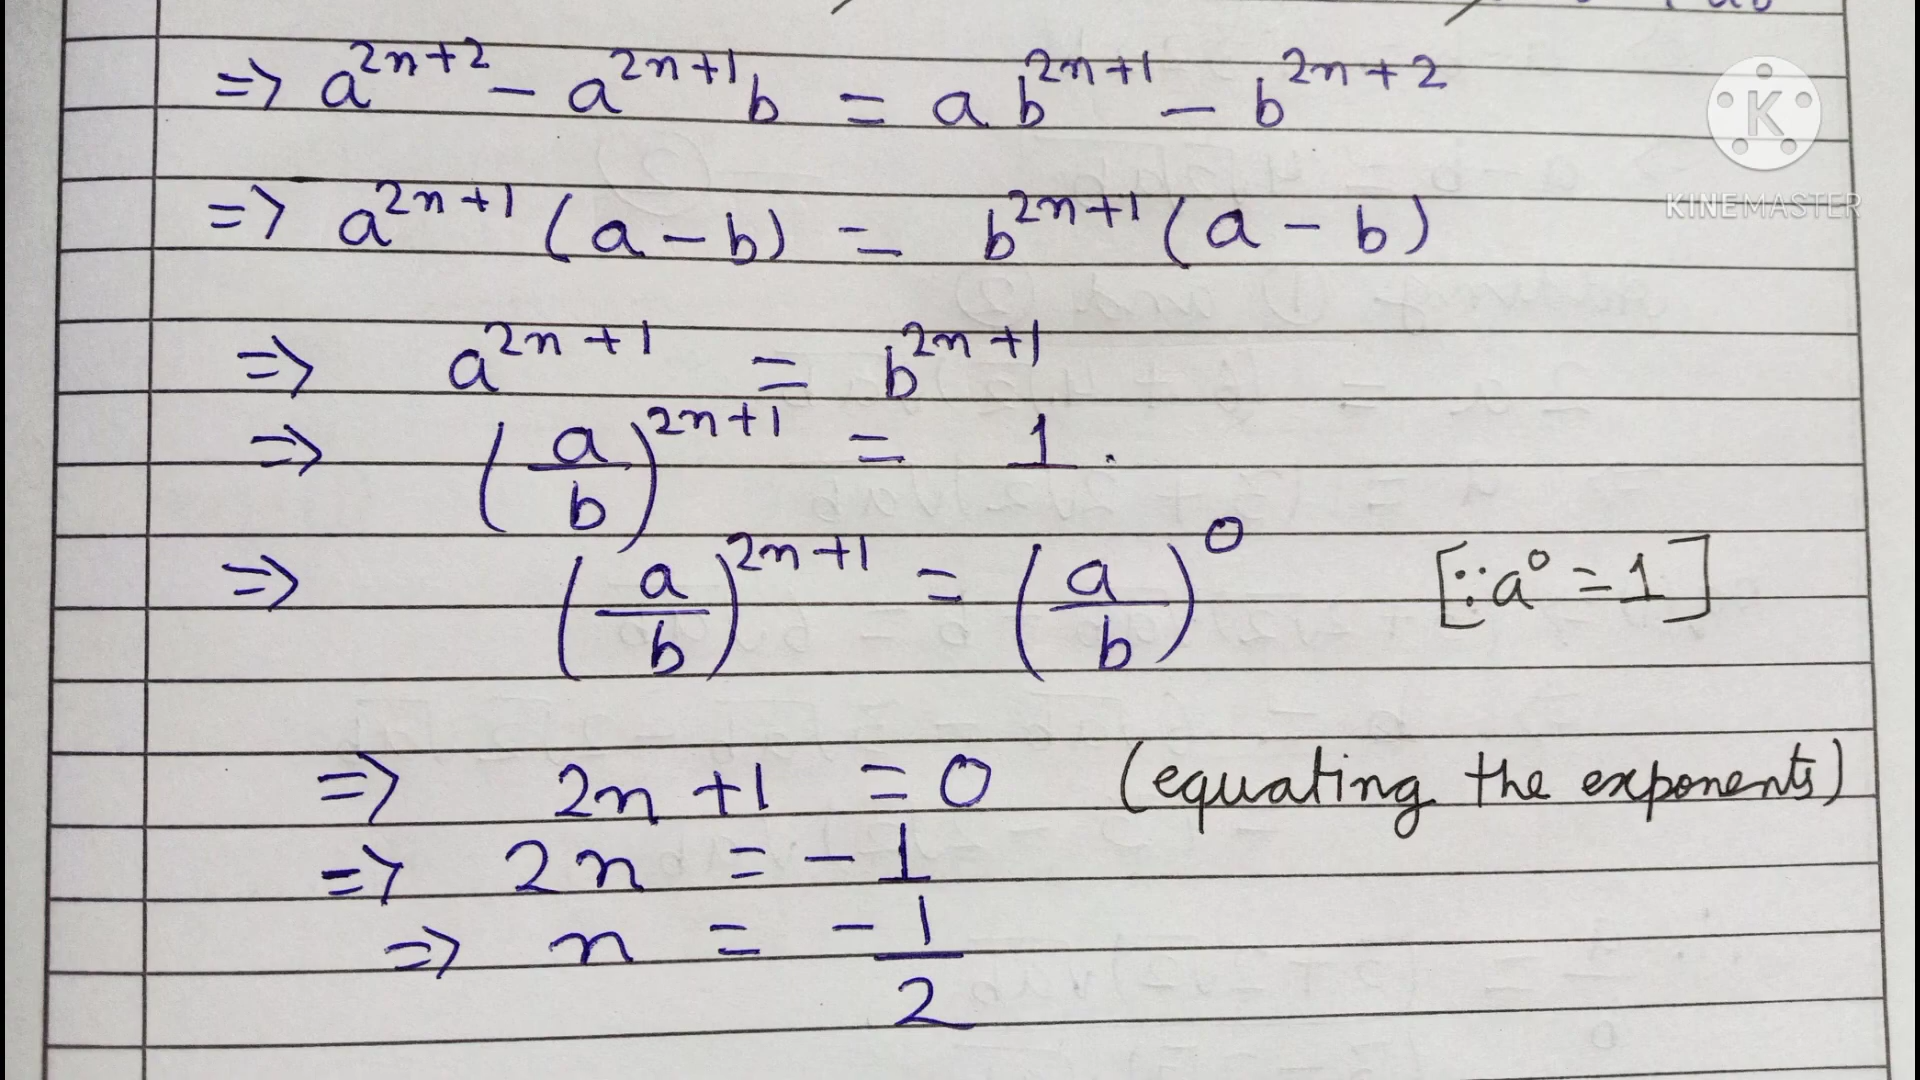 ⇒ a^{2n+2} - a^{2n+1}b = ab^{2n+1} - b^{2n+2}
K
⇒ a^{2n+1}(a-b) = b^{2n+1}(a-b)
KINEMASTER
⇒ a^{2n+1} = b^{2n+1}
⇒ (a/b)^{2n+1} = 1.
⇒ (a/b)^{2n+1} = (a/b)^0 [∵ a^0 = 1]
⇒ 2n+1 = 0 (equating the exponents)
⇒ 2n = -1
⇒ n = -1/2